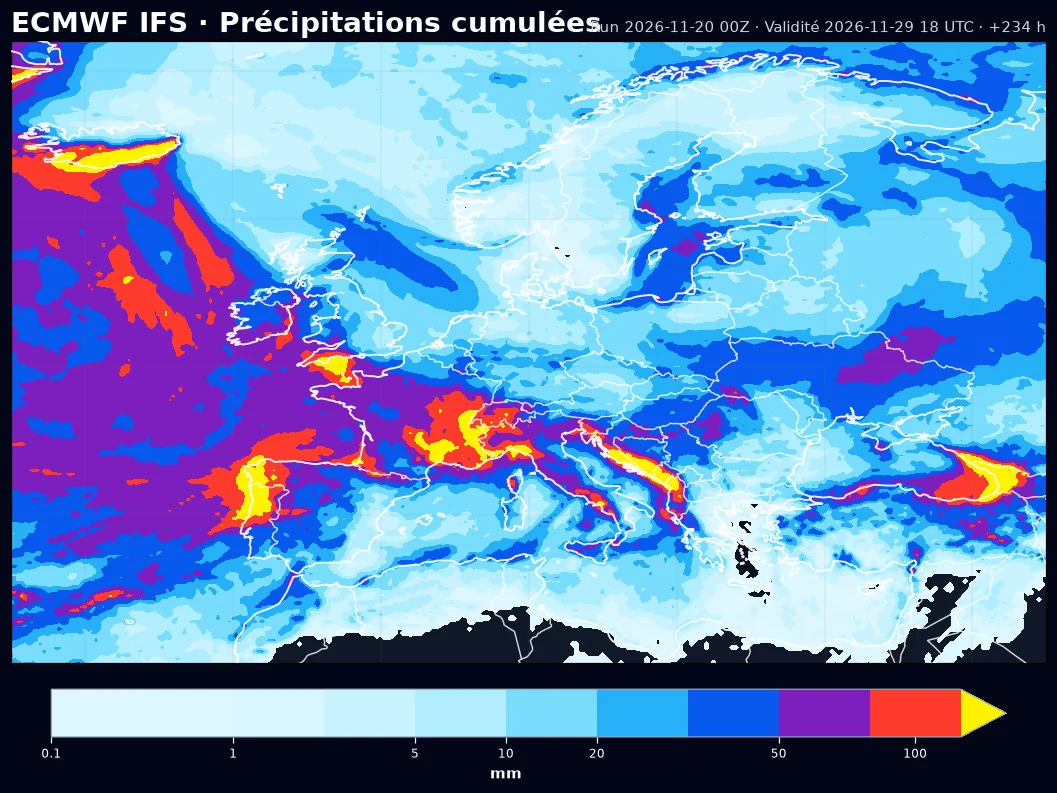 ECMWF IFS · Précipitations cumulées
Run 2026-11-20 00Z · Validité 2026-11-29 18 UTC · +234 h
0.1 1 5 10 20 50 100
mm